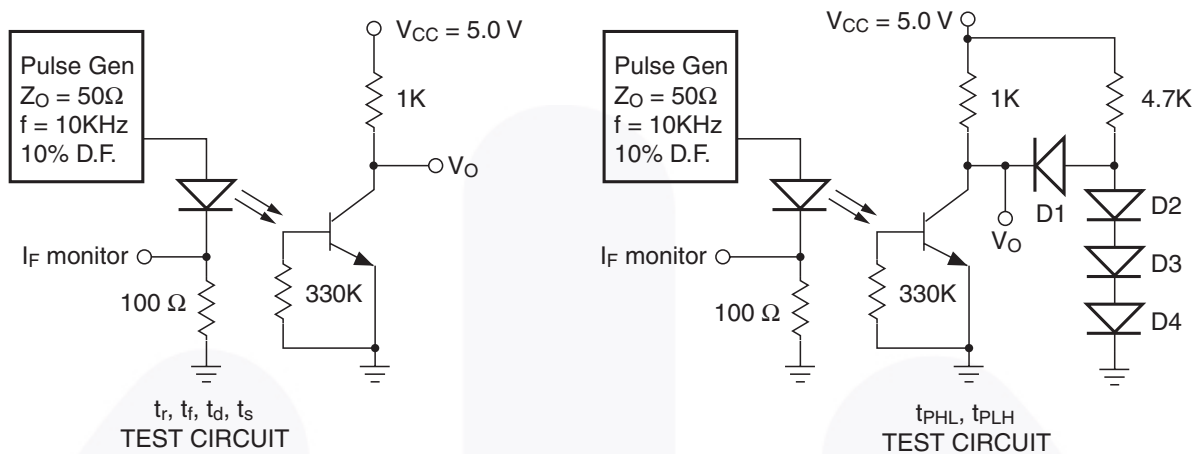 Pulse Gen
Z_O = 50Ω
f = 10KHz
10% D.F.
V_CC = 5.0 V
1K
V_O
I_F monitor
100 Ω
330K
t_r, t_f, t_d, t_s
TEST CIRCUIT
Pulse Gen
Z_O = 50Ω
f = 10KHz
10% D.F.
V_CC = 5.0 V
1K
4.7K
D1
V_O
D2
D3
D4
I_F monitor
100 Ω
330K
t_PHL, t_PLH
TEST CIRCUIT